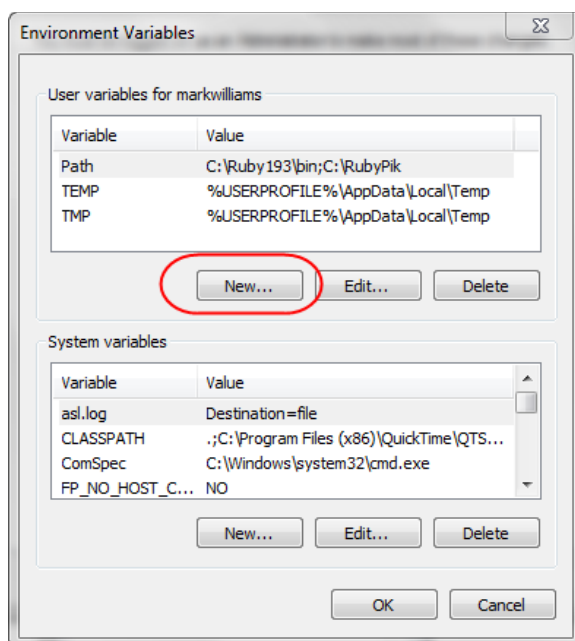 Environment Variables
User variables for markwilliams
Variable Value
Path C:\Ruby193\bin;C:\RubyPik
TEMP %USERPROFILE%\AppData\Local\Temp
TMP %USERPROFILE%\AppData\Local\Temp
New... Edit... Delete
System variables
Variable Value
asl.log Destination=file
CLASSPATH .;C:\Program Files (x86)\QuickTime\QTS...
ComSpec C:\Windows\system32\cmd.exe
FP_NO_HOST_C... NO
New... Edit... Delete
OK Cancel